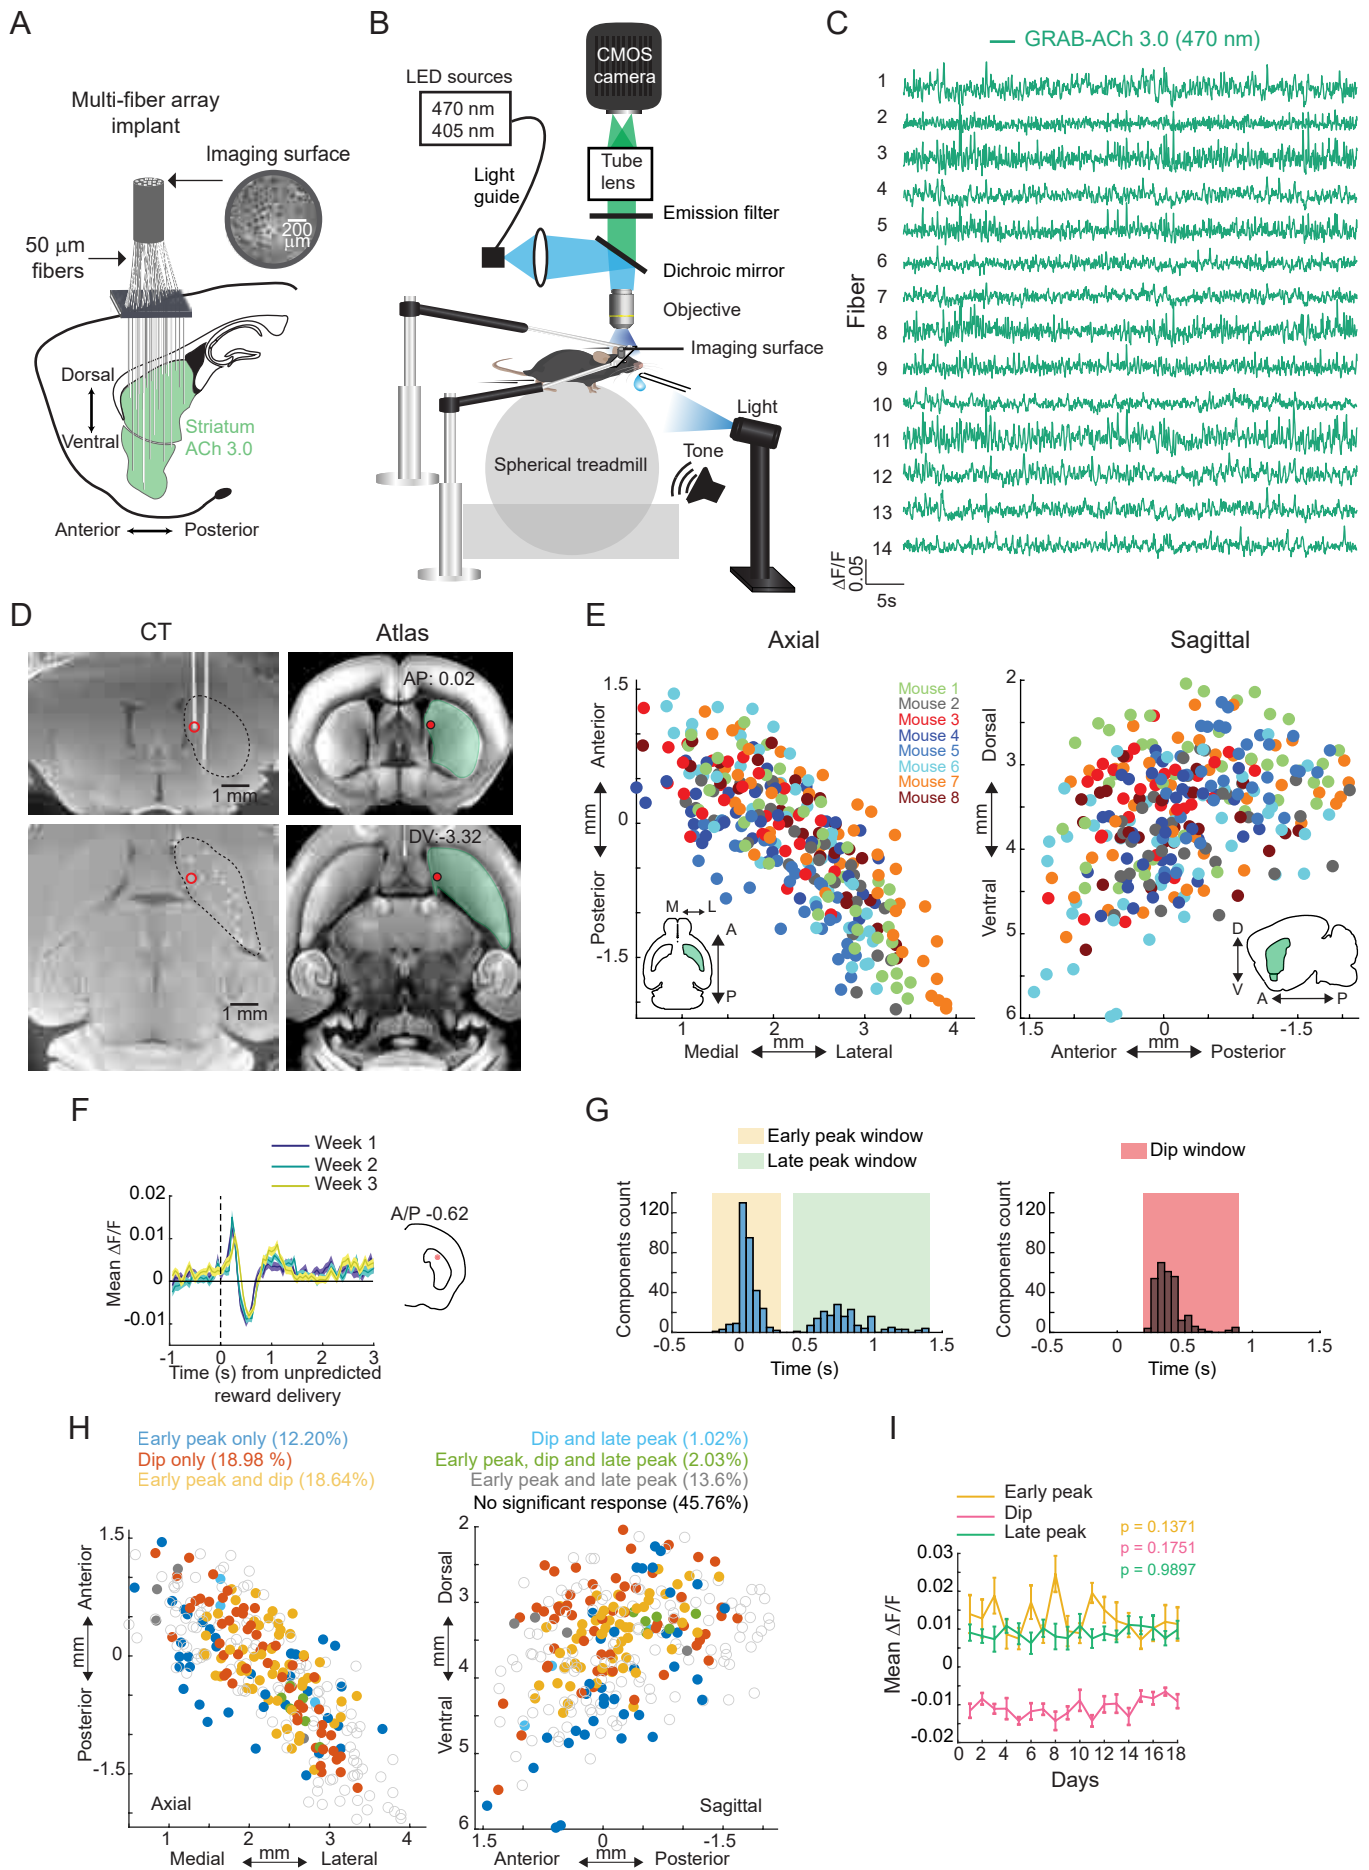 A
Multi-fiber array
implant
Imaging surface
200
μm
50 μm
fibers
Dorsal
Ventral
Striatum
ACh 3.0
Anterior
Posterior
B
LED sources
470 nm
405 nm
Light
guide
CMOS
camera
Tube
lens
Emission filter
Dichroic mirror
Objective
Imaging surface
Light
Tone
Spherical treadmill
C
GRAB-ACh 3.0 (470 nm)
Fiber
1
2
3
4
5
6
7
8
9
10
11
12
13
14
ΔF/F
0.05
5s
D
CT
Atlas
AP: 0.02
1 mm
DV:-3.32
1 mm
E
Axial
Sagittal
Mouse 1
Mouse 2
Mouse 3
Mouse 4
Mouse 5
Mouse 6
Mouse 7
Mouse 8
1.5
0
-1.5
Posterior
mm
Anterior
M
L
A
P
1
2
3
4
Medial
mm
Lateral
2
3
4
5
6
Ventral
mm
Dorsal
D
V
A
P
1.5
0
-1.5
Anterior
mm
Posterior
F
Week 1
Week 2
Week 3
0.02
0.01
0
-0.01
Mean ΔF/F
-1
0
1
2
3
Time (s) from unpredicted
reward delivery
A/P -0.62
G
Early peak window
Late peak window
Components count
120
80
40
0
-0.5
0
0.5
1
1.5
Time (s)
Dip window
Components count
120
80
40
0
-0.5
0
0.5
1
1.5
Time (s)
H
Early peak only (12.20%)
Dip only (18.98 %)
Early peak and dip (18.64%)
Dip and late peak (1.02%)
Early peak, dip and late peak (2.03%)
Early peak and late peak (13.6%)
No significant response (45.76%)
1.5
0
-1.5
Posterior
mm
Anterior
Axial
1
2
3
4
Medial
mm
Lateral
2
3
4
5
6
Ventral
mm
Dorsal
Sagittal
1.5
0
-1.5
Anterior
mm
Posterior
I
Early peak
Dip
Late peak
p = 0.1371
p = 0.1751
p = 0.9897
0.03
0.02
0.01
0
-0.01
-0.02
Mean ΔF/F
0
2
4
6
8
10
12
14
16
18
Days